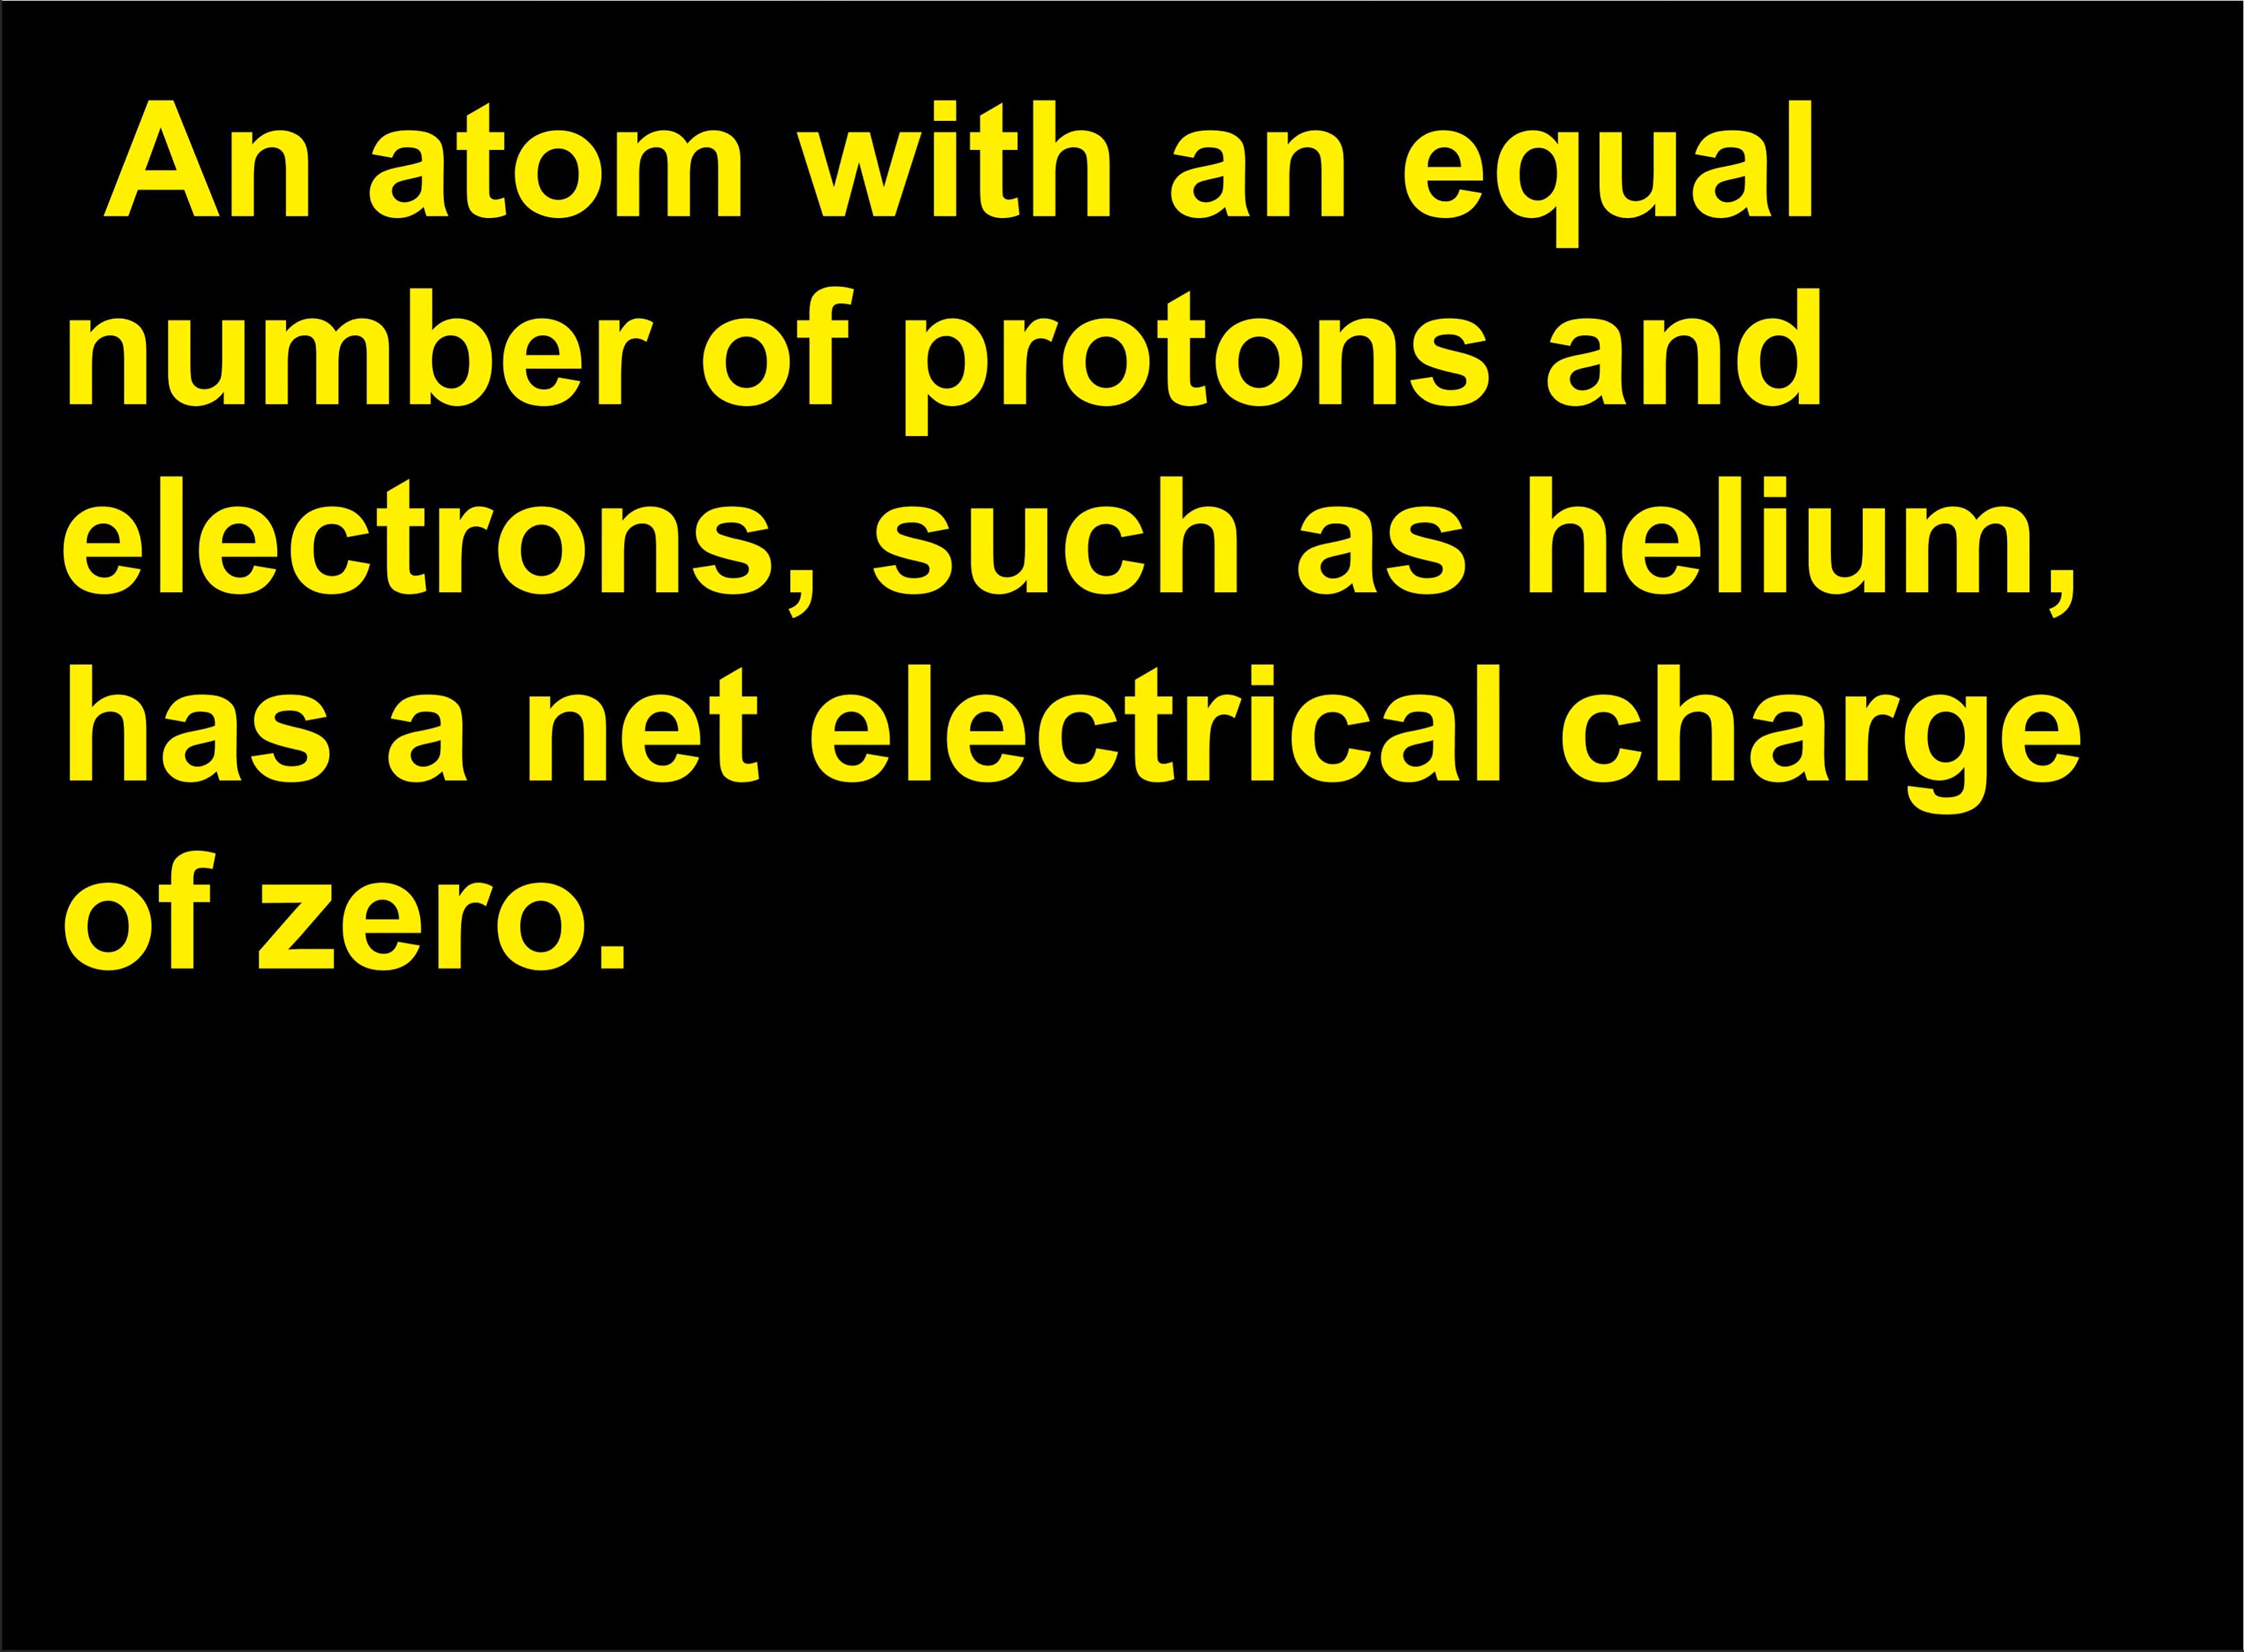 An atom with an equal
number of protons and
electrons, such as helium,
has a net electrical charge
of zero.